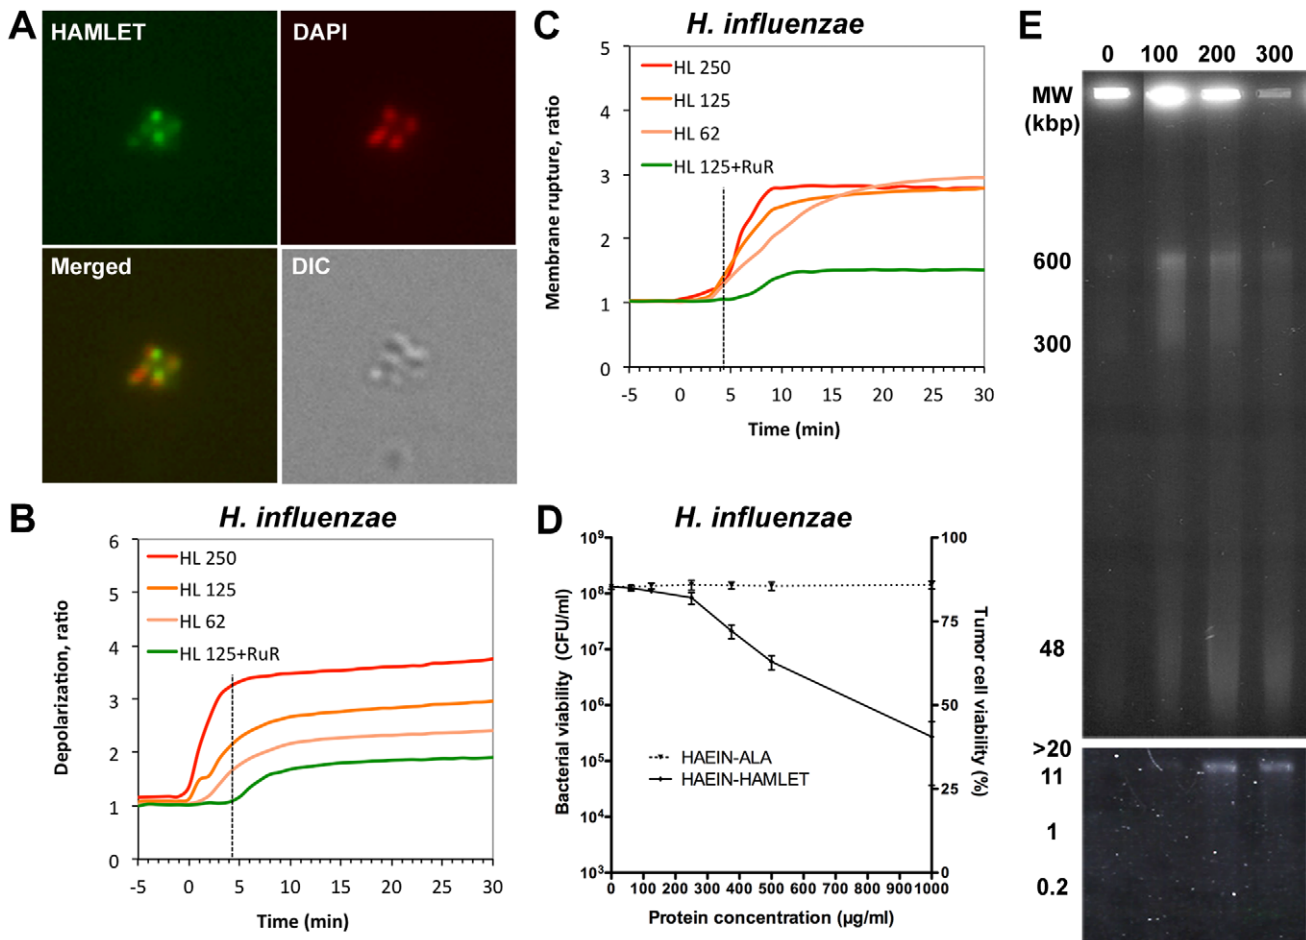 A
HAMLET
DAPI
Merged
DIC
B
H. influenzae
Depolarization, ratio
6
5
4
3
2
1
0
HL 250
HL 125
HL 62
HL 125+RuR
-5 0 5 10 15 20 25 30
Time (min)
C
H. influenzae
Membrane rupture, ratio
5
4
3
2
1
0
HL 250
HL 125
HL 62
HL 125+RuR
-5 0 5 10 15 20 25 30
Time (min)
D
H. influenzae
Bacterial viability (CFU/ml)
10⁹
10⁸
10⁷
10⁶
10⁵
10⁴
10³
HAEIN-ALA
HAEIN-HAMLET
100
75
50
25
0
Tumor cell viability (%)
0 100 200 300 400 500 600 700 800 900 1000
Protein concentration (µg/ml)
E
0 100 200 300
MW
(kbp)
600
300
48
>20
11
1
0.2